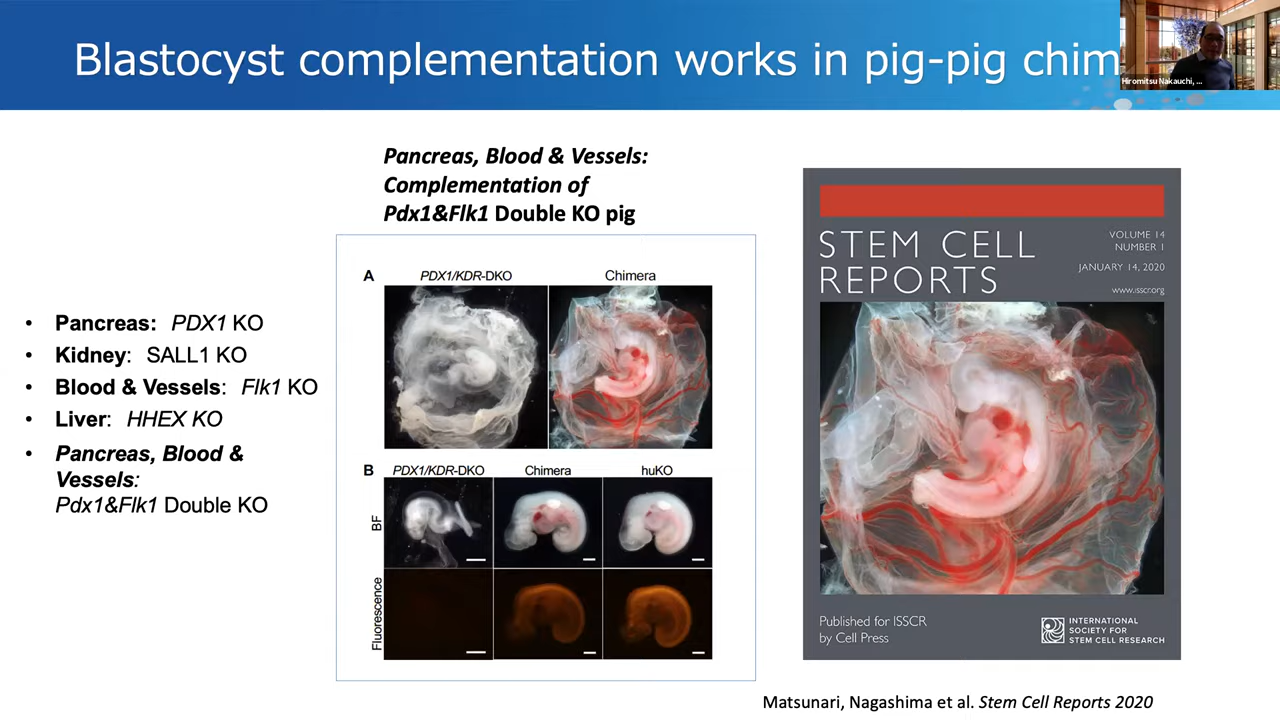 Blastocyst complementation works in pig-pig chim
Hiromitsu Nakauchi, ...
Pancreas, Blood & Vessels:
Complementation of
Pdx1&Flk1 Double KO pig
• Pancreas: PDX1 KO
• Kidney: SALL1 KO
• Blood & Vessels: Flk1 KO
• Liver: HHEX KO
• Pancreas, Blood &
Vessels:
Pdx1&Flk1 Double KO
A
PDX1/KDR-DKO
Chimera
B
PDX1/KDR-DKO
Chimera
huKO
BF
Fluorescence
STEM CELL
REPORTS
VOLUME 14
NUMBER 1
JANUARY 14, 2020
www.isscr.org
Published for ISSCR
by Cell Press
INTERNATIONAL
SOCIETY FOR
STEM CELL RESEARCH
Matsunari, Nagashima et al. Stem Cell Reports 2020